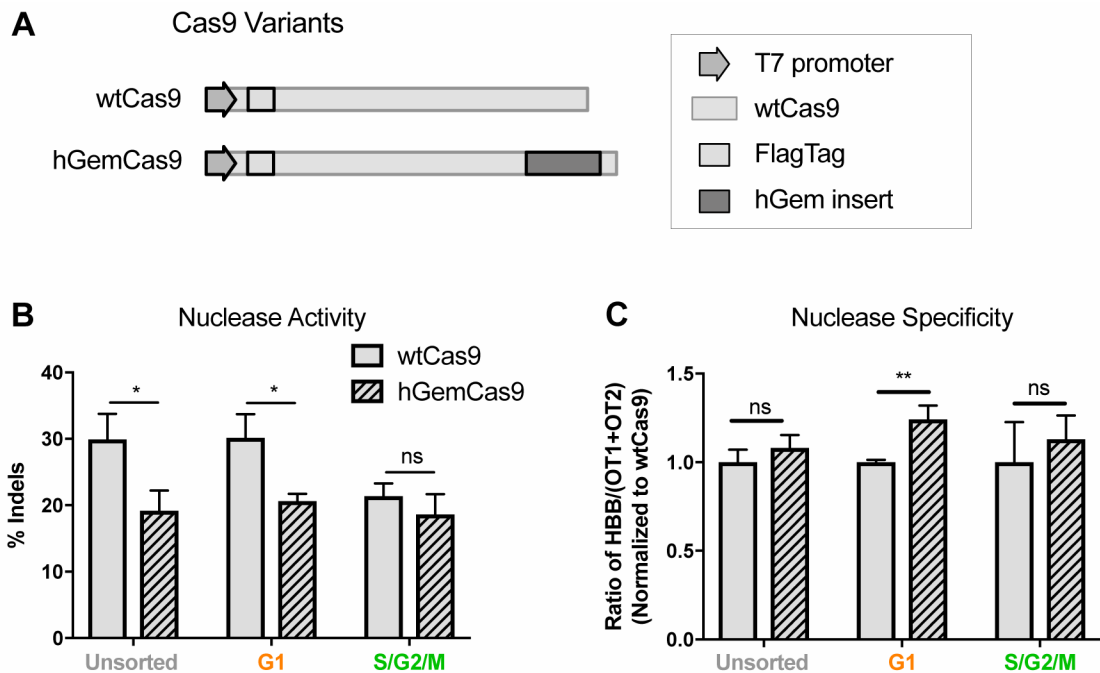 A
Cas9 Variants
wtCas9
hGemCas9
T7 promoter
wtCas9
FlagTag
hGem insert
B
Nuclease Activity
wtCas9
hGemCas9
% Indels
40
30
20
10
0
*
*
ns
Unsorted
G1
S/G2/M
C
Nuclease Specificity
Ratio of HBB/(OT1+OT2)
(Normalized to wtCas9)
1.5
1.0
0.5
0.0
ns
**
ns
Unsorted
G1
S/G2/M